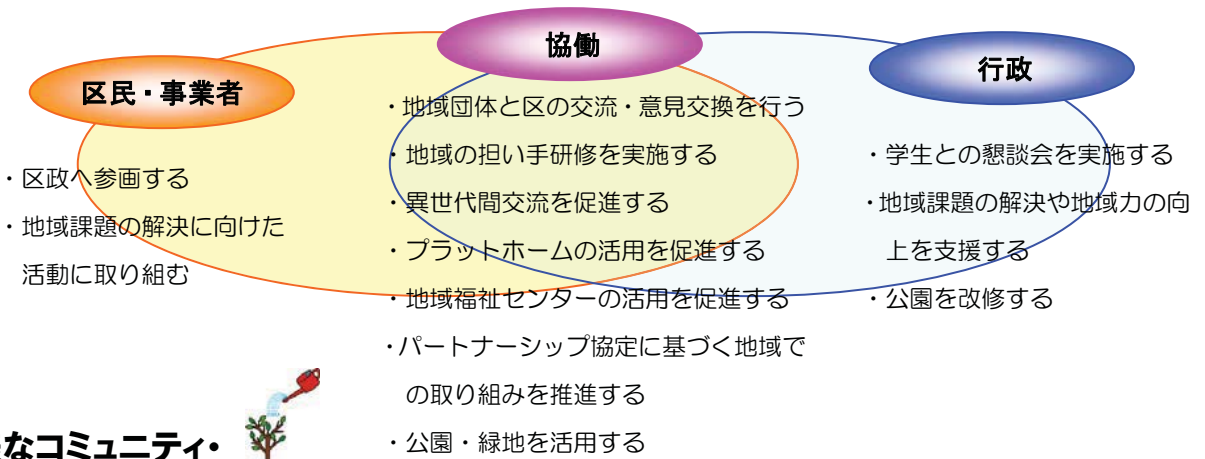 協働
区民・事業者
行政
・区政へ参画する
・地域課題の解決に向けた
活動に取り組む
・地域団体と区の交流・意見交換を行う
・地域の担い手研修を実施する
・異世代間交流を促進する
・プラットホームの活用を促進する
・地域福祉センターの活用を促進する
・パートナーシップ協定に基づく地域で
の取り組みを推進する
・公園・緑地を活用する
・学生との懇談会を実施する
・地域課題の解決や地域力の向
上を支援する
・公園を改修する
なコミュニティ・